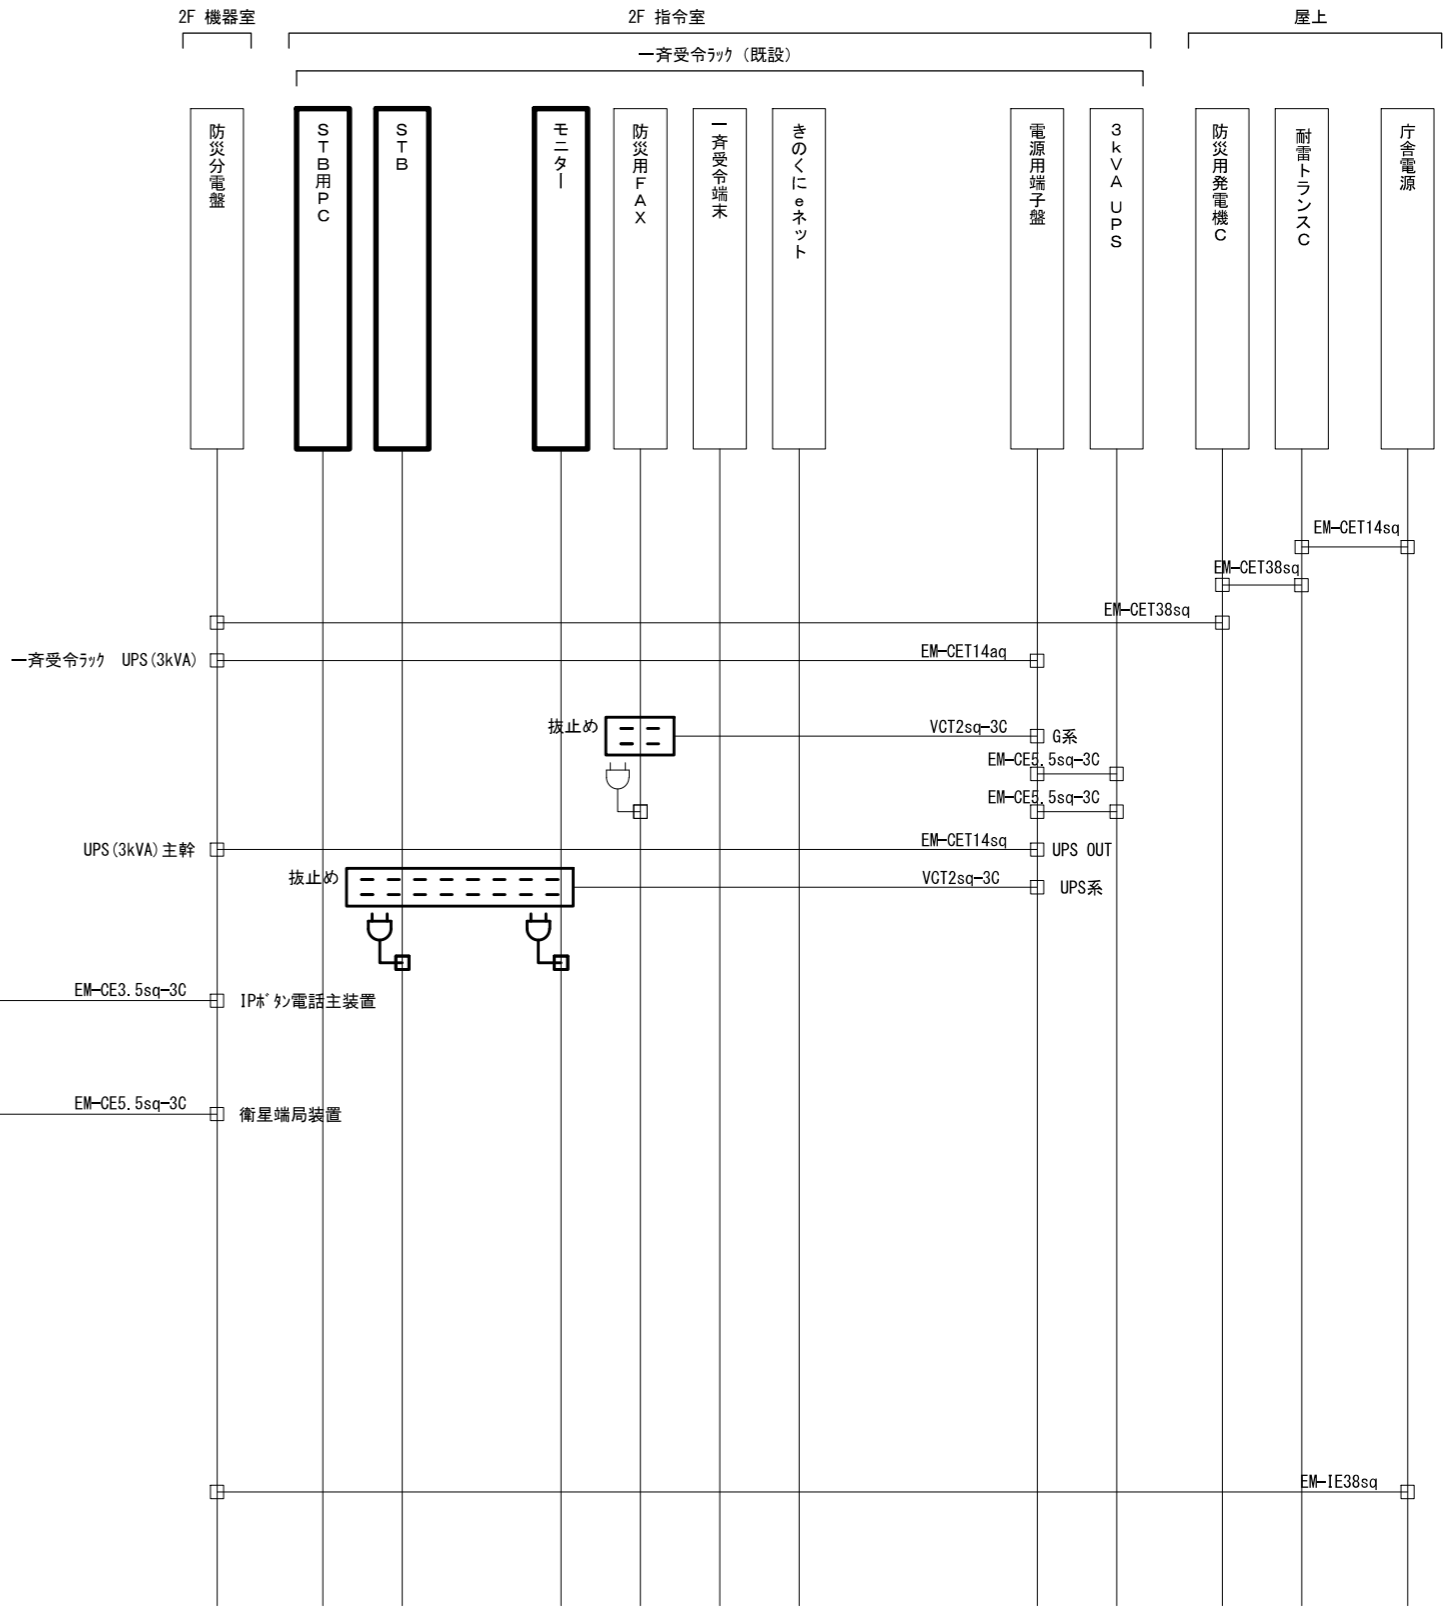 2F 機器室
2F 指令室
屋上
一斉受令ﾗｯｸ（既設）
防災分電盤
STB用PC
STB
モニター
防災用FAX
一斉受令端末
きのくにeネット
電源用端子盤
3kVA UPS
防災用発電機C
耐雷トランスC
庁舎電源
EM-CET14sq
EM-CET38sq
EM-CET38sq
一斉受令ﾗｯｸ UPS(3kVA)
EM-CET14aq
抜止め
VCT2sq-3C
G系
EM-CE5.5sq-3C
EM-CE5.5sq-3C
UPS(3kVA)主幹
EM-CET14sq
UPS OUT
抜止め
VCT2sq-3C
UPS系
EM-CE3.5sq-3C
IPﾎﾞﾀﾝ電話主装置
EM-CE5.5sq-3C
衛星端局装置
EM-IE38sq